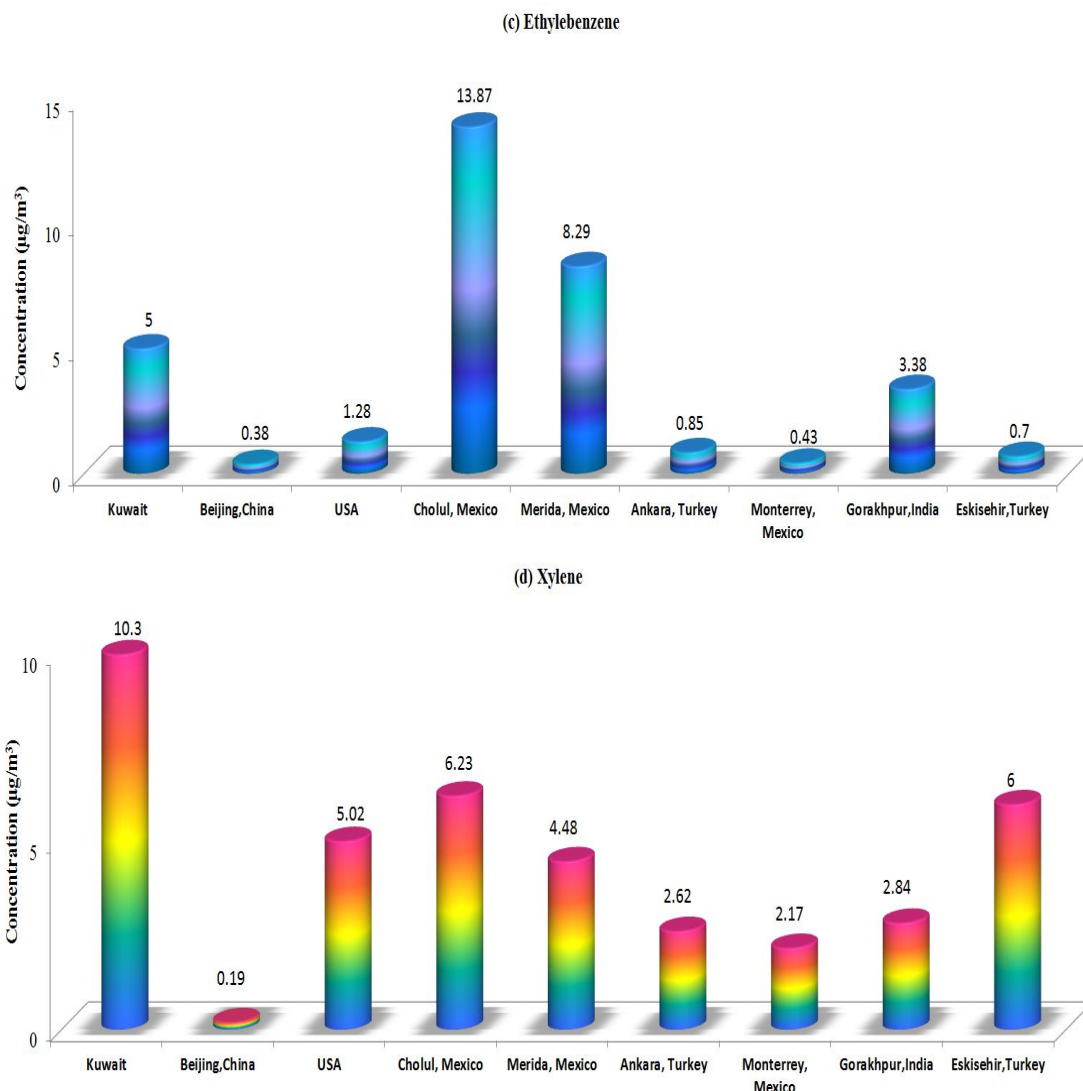 (c) Ethylebenzene
Concentration (µg/m³)
15
10
5
0
5
0.38
1.28
13.87
8.29
0.85
0.43
3.38
0.7
Kuwait
Beijing,China
USA
Cholul, Mexico
Merida, Mexico
Ankara, Turkey
Monterrey,
Mexico
Gorakhpur,India
Eskisehir,Turkey
(d) Xylene
Concentration (µg/m³)
10
5
0
10.3
0.19
5.02
6.23
4.48
2.62
2.17
2.84
6
Kuwait
Beijing,China
USA
Cholul, Mexico
Merida, Mexico
Ankara, Turkey
Monterrey,
Mexico
Gorakhpur,India
Eskisehir,Turkey